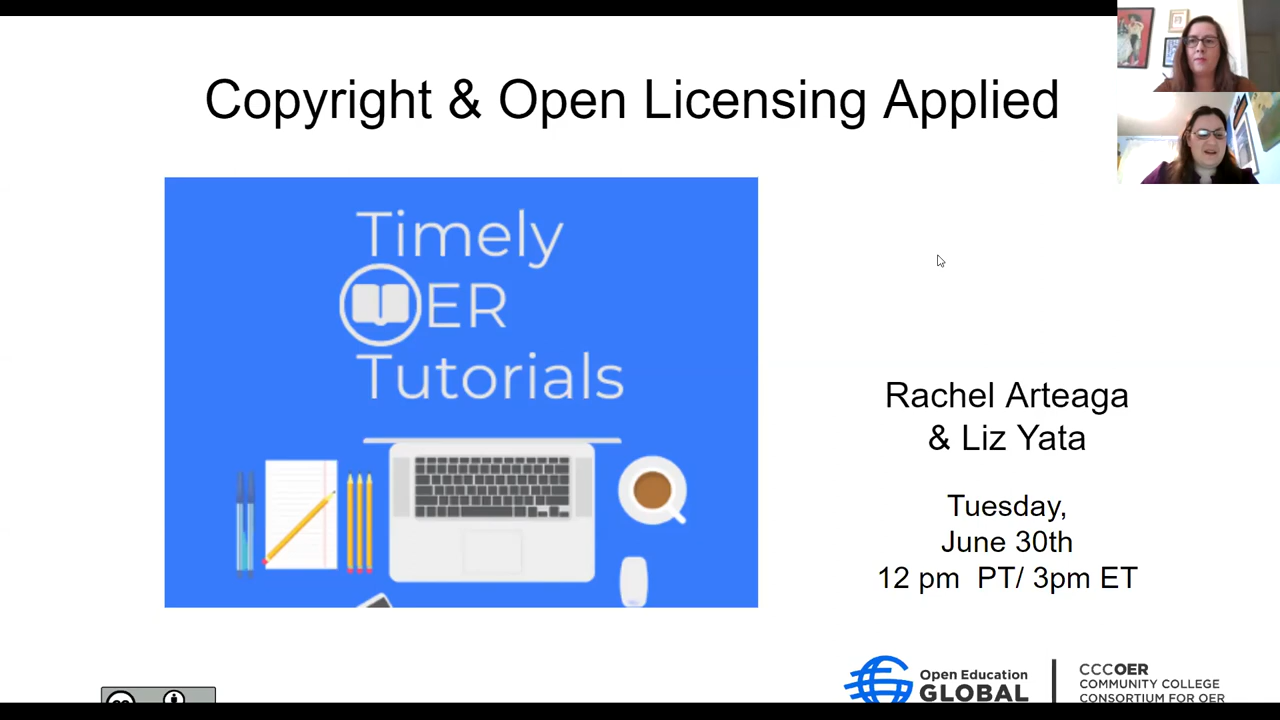 Copyright & Open Licensing Applied
Timely
OER
Tutorials
Rachel Arteaga
& Liz Yata
Tuesday,
June 30th
12 pm PT/ 3pm ET
Open Education
GLOBAL
CCCOER
COMMUNITY COLLEGE
CONSORTIUM FOR OER